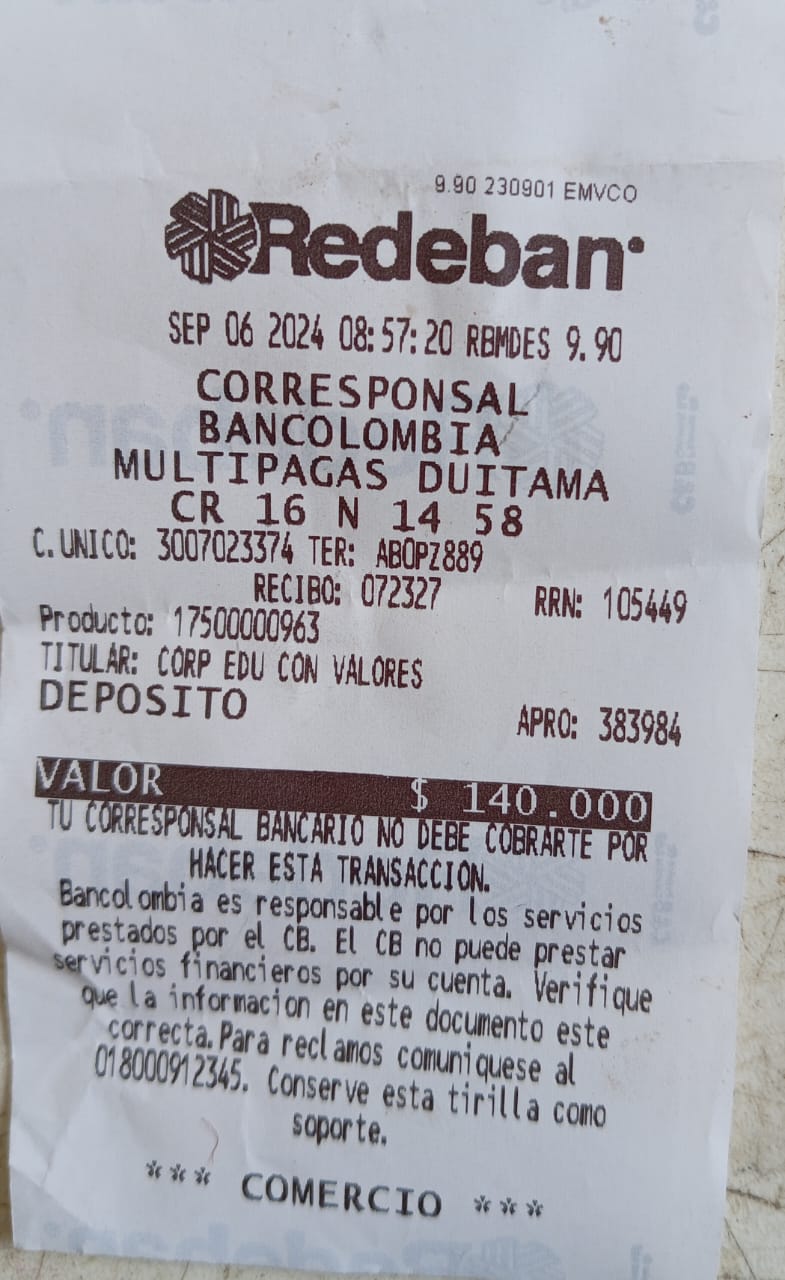 9.90 230901 EMVCO
Redeban
SEP 06 2024 08:57:20 RBMDES 9.90
CORRESPONSAL
BANCOLOMBIA
MULTIPAGAS DUITAMA
CR 16 N 14 58
C.UNICO: 3007023374 TER: ABOPZ889
RECIBO: 072327 RRN: 105449
Producto: 17500000963
TITULAR: CORP EDU CON VALORES
DEPOSITO APRO: 383984
VALOR $ 140.000
TU CORRESPONSAL BANCARIO NO DEBE COBRARTE POR
HACER ESTA TRANSACCION.
Bancolombia es responsable por los servicios
prestados por el CB. El CB no puede prestar
servicios financieros por su cuenta. Verifique
que la informacion en este documento este
correcta.Para reclamos comuniquese al
018000912345. Conserve esta tirilla como
soporte.
*** COMERCIO ***